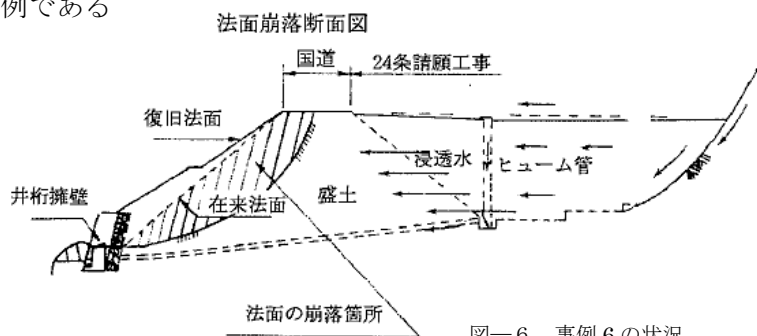 例である
法面崩落断面図
国道
24条請願工事
復旧法面
浸透水
ヒューム管
井桁擁壁
在来法面
盛土
法面の崩落箇所
図―6 事例 6 の状況